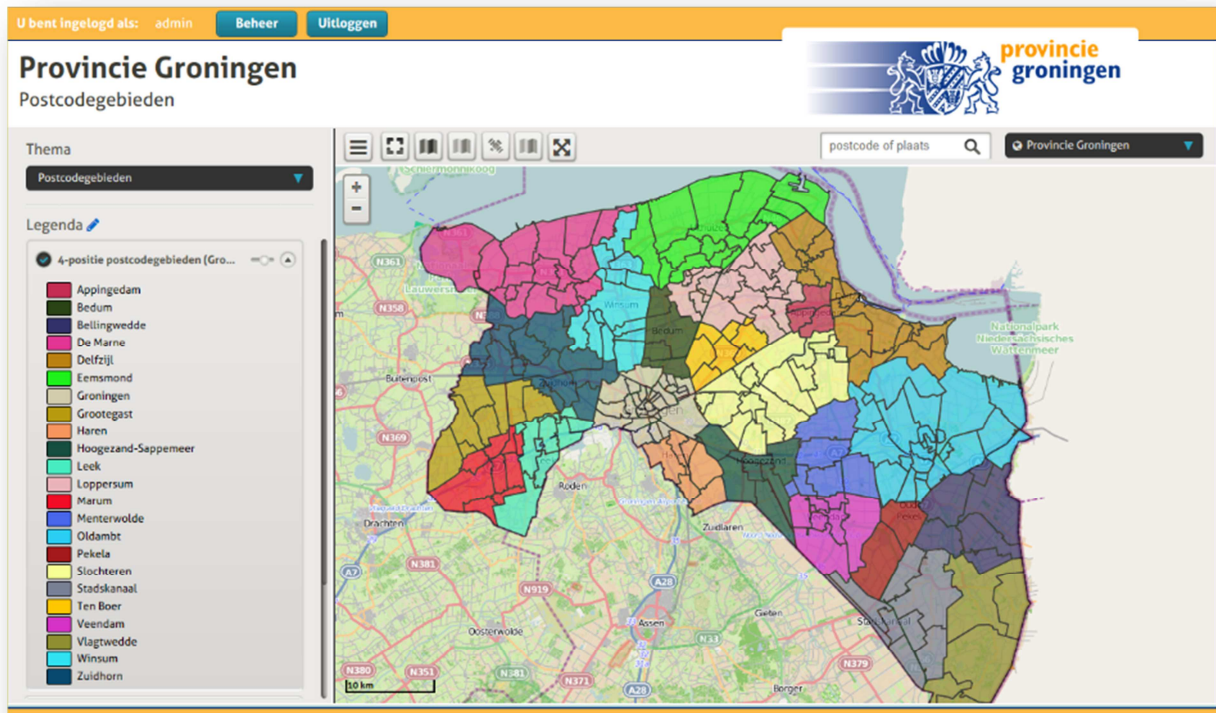 U bent ingelogd als: admin Beheer Uitloggen
Provincie Groningen
Postcodegebieden
provincie
groningen
Thema
Postcodegebieden
Legenda
4-positie postcodegebieden (Gro...
Appingedam
Bedum
Bellingwedde
De Marne
Delfzijl
Eemsmond
Groningen
Grootegast
Haren
Hoogezand-Sappemeer
Leek
Loppersum
Marum
Menterwolde
Oldambt
Pekela
Slochteren
Stadskanaal
Ten Boer
Veendam
Vlagtwedde
Winsum
Zuidhorn
postcode of plaats
Provincie Groningen
+
−
Schiermonnikoog
N361
N358
Winsum
Bedum
Nationalpark
Niedersächsisches
Wattenmeer
Buitenpost
N369
Roden
Drachten
Zuidlaren
A7
N381
A28
N919
Assen
Gieten
Oosterwolde
N33
N380
N351
N381
N371
A28
N379
Borger
10 km